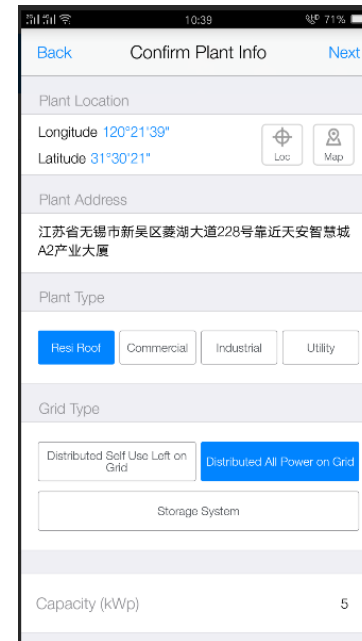 10:39 71%
Back Confirm Plant Info Next
Plant Location
Longitude 120°21'39"
Latitude 31°30'21"
Loc Map
Plant Address
江苏省无锡市新吴区菱湖大道228号靠近天安智慧城
A2产业大厦
Plant Type
Resi Roof Commercial Industrial Utility
Grid Type
Distributed Self Use Left on
Grid
Distributed All Power on Grid
Storage System
Capacity (kWp) 5